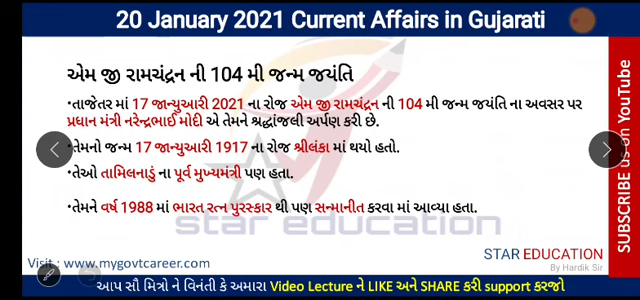 20 January 2021 Current Affairs in Gujarati
એમ જી રામચંદ્રન ની 104 મી જન્મ જયંતિ
•તાજેતર માં 17 જાન્યુઆરી 2021 ના રોજ એમ જી રામચંદ્રન ની 104 મી જન્મ જયંતિ ના અવસર પર
પ્રધાન મંત્રી નરેન્દ્રભાઈ મોદી એ તેમને શ્રદ્ધાંજલી અર્પણ કરી છે.
•તેમનો જન્મ 17 જાન્યુઆરી 1917 ના રોજ શ્રીલંકા માં થયો હતો.
•તેઓ તામિલનાડું ના પૂર્વ મુખ્યમંત્રી પણ હતા.
•તેમને વર્ષ 1988 માં ભારત રત્ન પુરસ્કાર થી પણ સન્માનીત કરવા માં આવ્યા હતા.
star education
STAR EDUCATION
By Hardik Sir
Visit : www.mygovtcareer.com
SUBSCRIBE us on YouTube
આપ સૌ મિત્રો ને વિનંતી કે અમારા Video Lecture ને LIKE અને SHARE કરી support કરજો